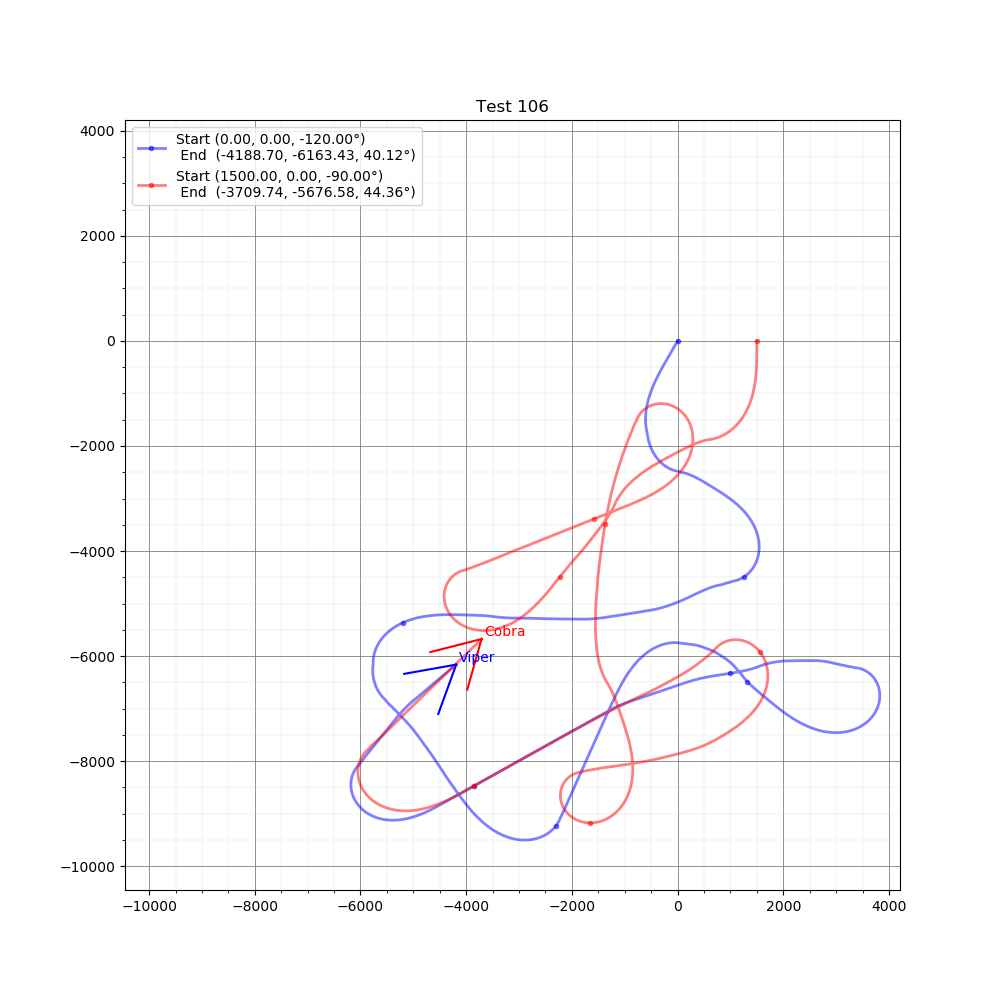 Test 106
Start (0.00, 0.00, -120.00°)
End  (-4188.70, -6163.43, 40.12°)
Start (1500.00, 0.00, -90.00°)
End  (-3709.74, -5676.58, 44.36°)
4000
2000
0
−2000
−4000
−6000
−8000
−10000
Cobra
Viper
−10000 −8000 −6000 −4000 −2000 0 2000 4000